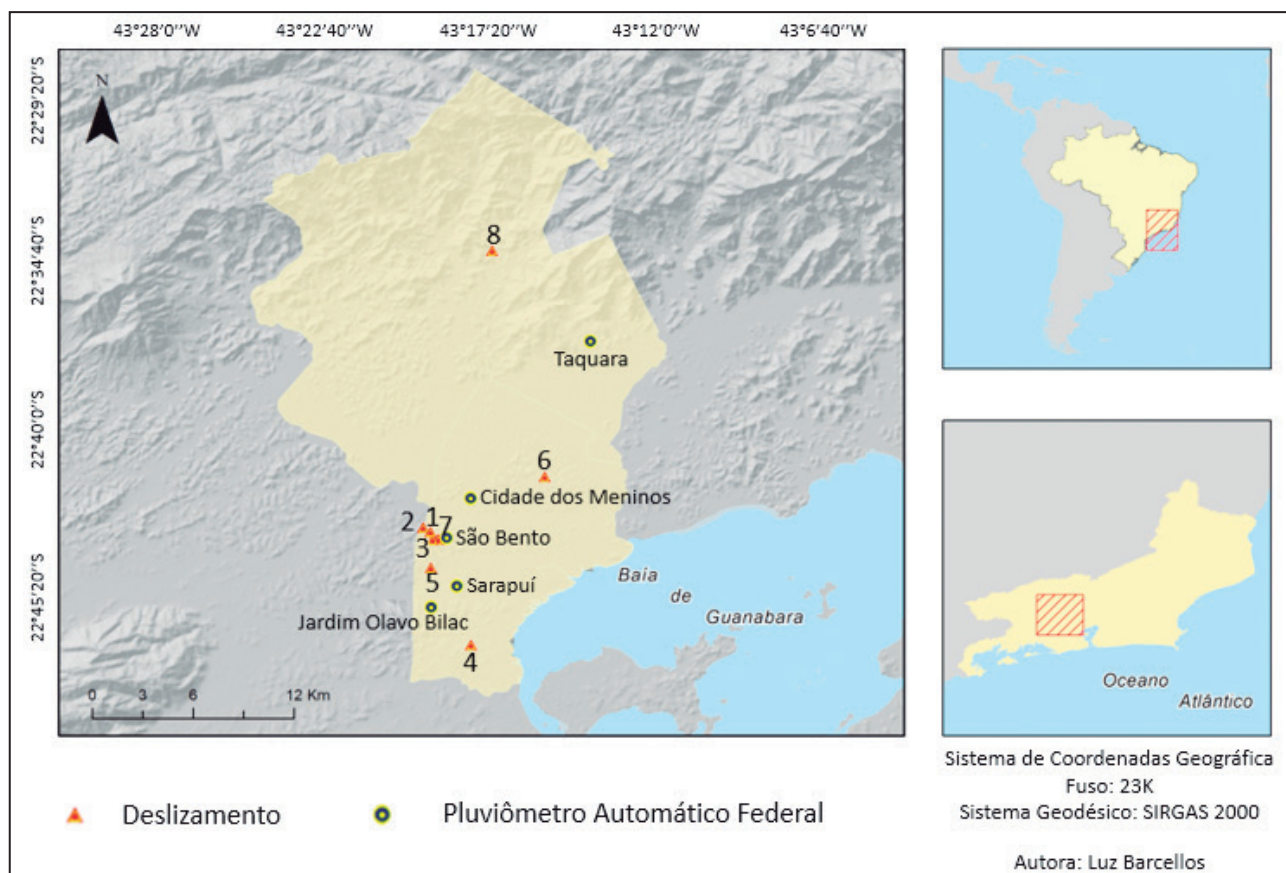 43°28'0''W 43°22'40''W 43°17'20''W 43°12'0''W 43°6'40''W
22°29'20''S
22°34'40''S
22°40'0''S
22°45'20''S
N
8
Taquara
6
Cidade dos Meninos
2 1 7
São Bento
3
5
Sarapuí
Jardim Olavo Bilac
4
Baia
de
Guanabara
0 3 6 12 Km
Deslizamento
Pluviômetro Automático Federal
Oceano
Atlântico
Sistema de Coordenadas Geográfica
Fuso: 23K
Sistema Geodésico: SIRGAS 2000
Autora: Luz Barcellos